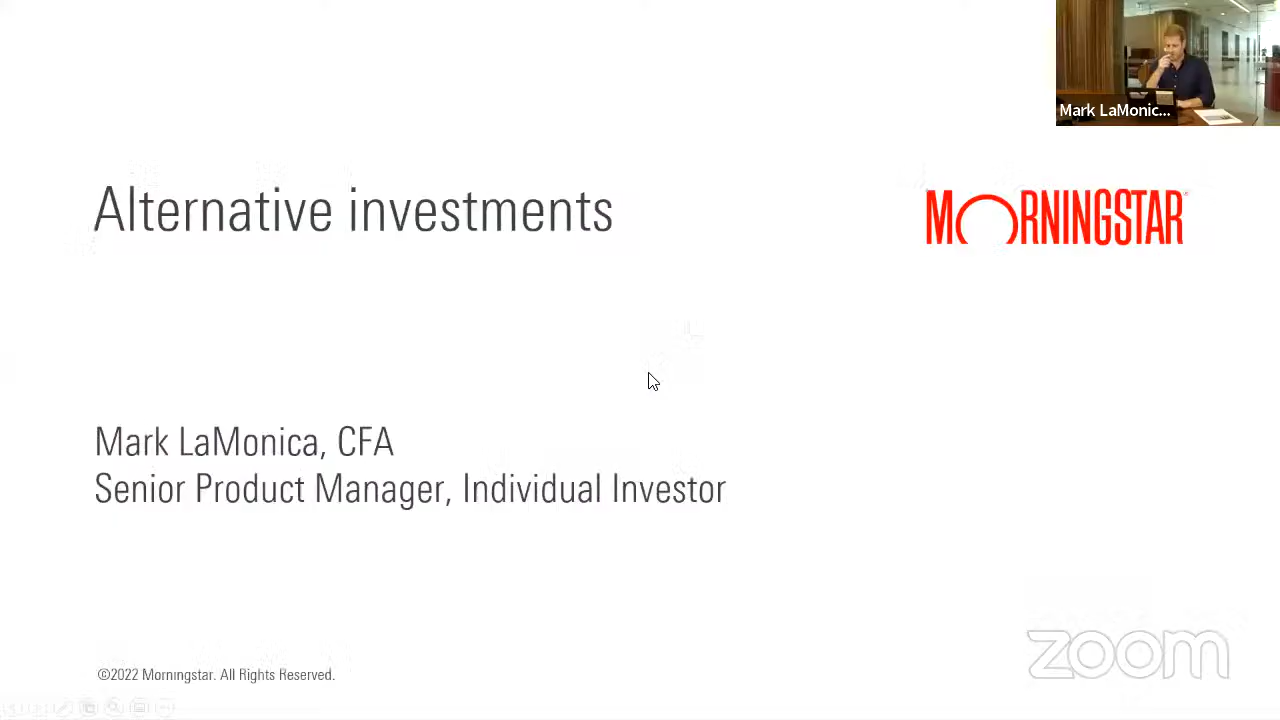 Mark LaMonic...
Alternative investments
MORNINGSTAR
Mark LaMonica, CFA
Senior Product Manager, Individual Investor
©2022 Morningstar. All Rights Reserved.
zoom